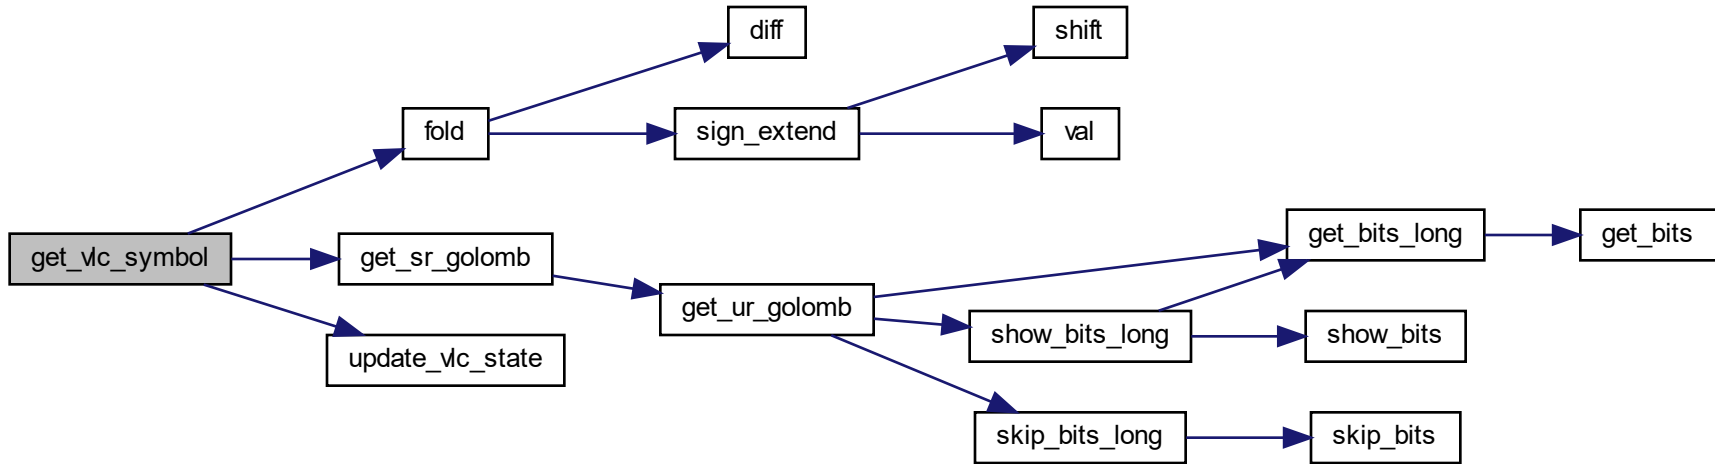 diff
shift
fold
sign_extend
val
get_bits_long
get_bits
get_vlc_symbol
get_sr_golomb
get_ur_golomb
show_bits_long
show_bits
update_vlc_state
skip_bits_long
skip_bits